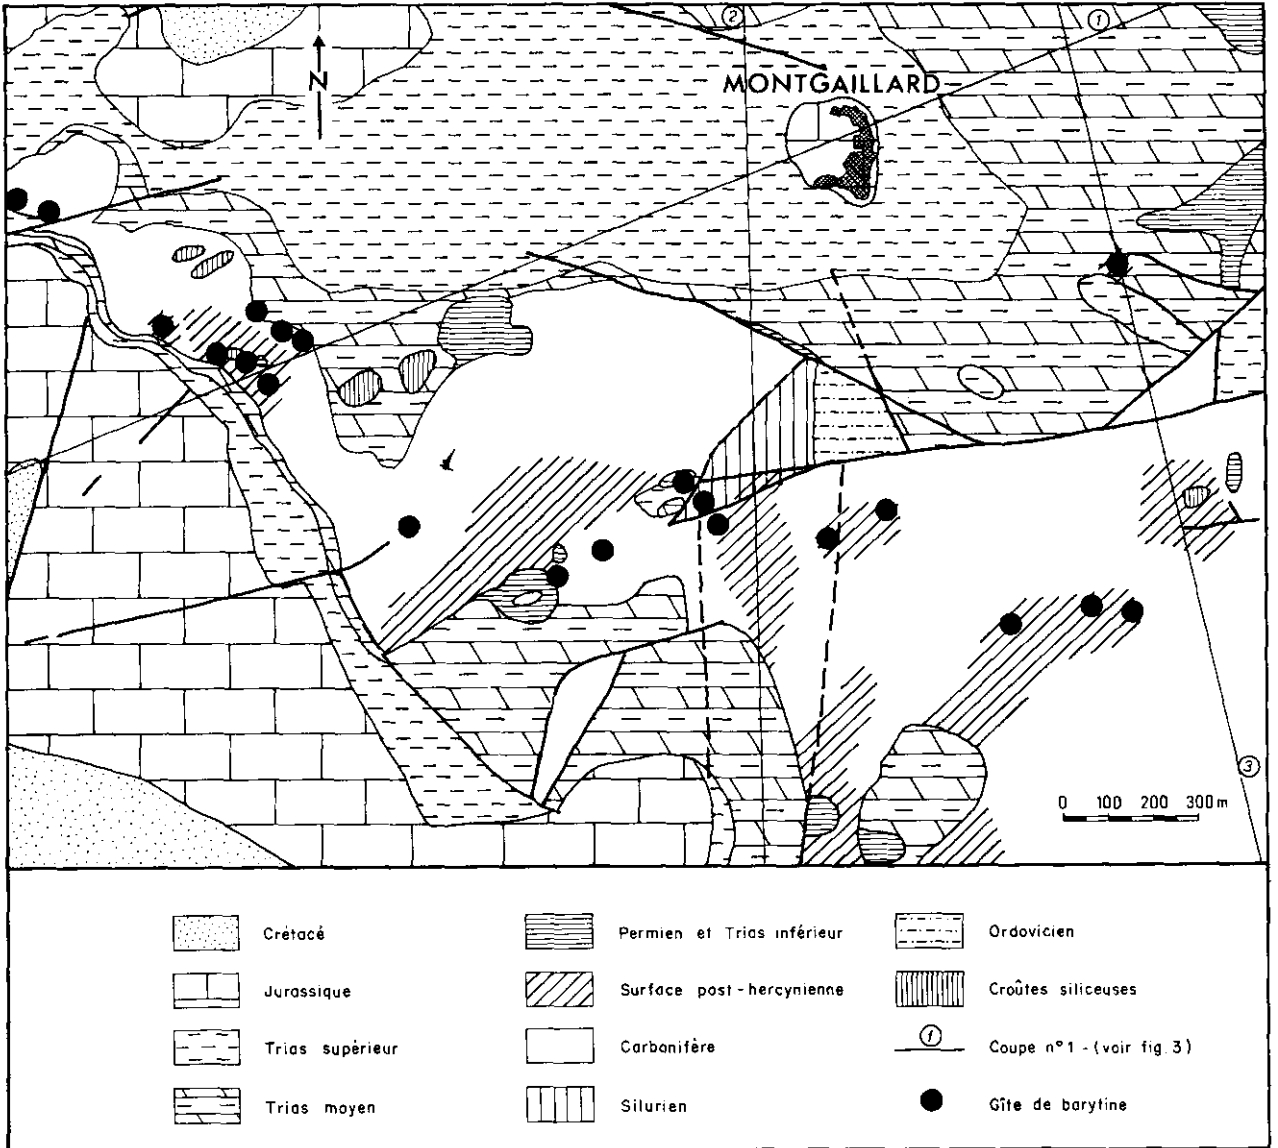 ②
①
N
MONTGAILLARD
③
0 100 200 300 m
Crétacé
Jurassique
Trias supérieur
Trias moyen
Permien et Trias inférieur
Surface post-hercynienne
Carbonifère
Silurien
Ordovicien
Croûtes siliceuses
①
Coupe n°1 - (voir fig. 3)
Gîte de barytine